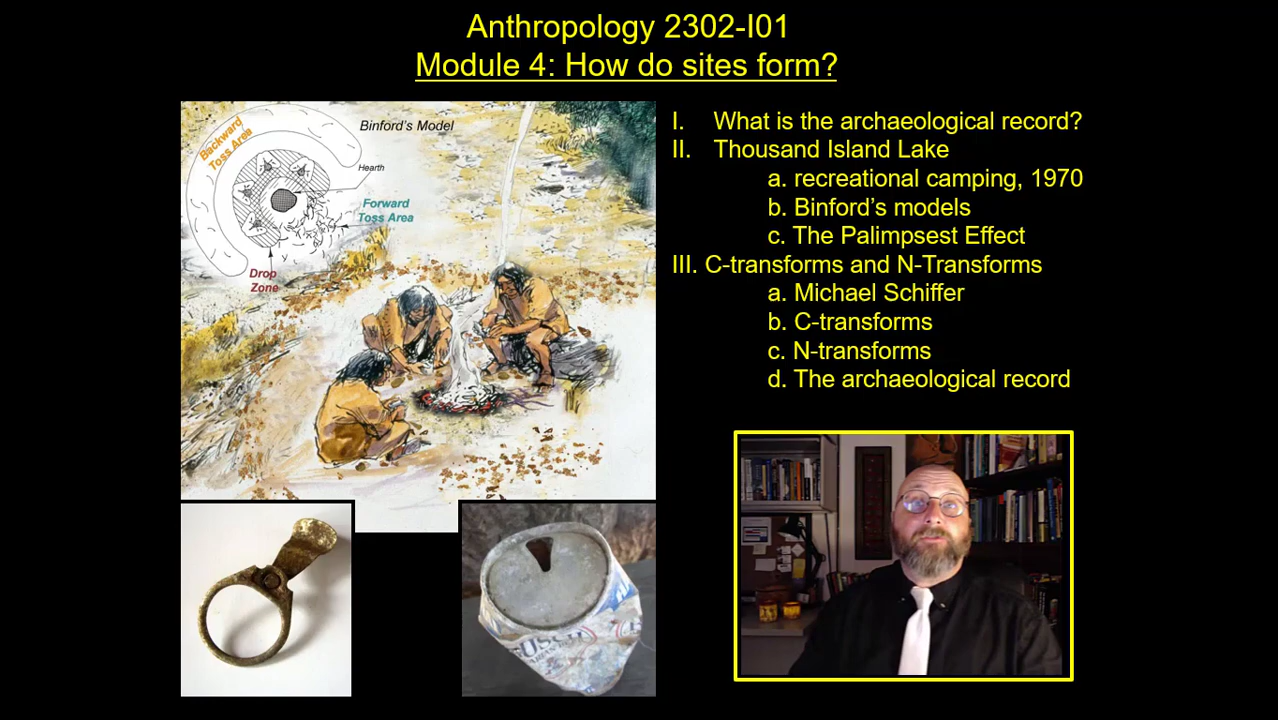 Anthropology 2302-I01
Module 4: How do sites form?
Backward
Toss Area
Binford's Model
Hearth
Forward
Toss Area
Drop
Zone
I. What is the archaeological record?
II. Thousand Island Lake
a. recreational camping, 1970
b. Binford's models
c. The Palimpsest Effect
III. C-transforms and N-Transforms
a. Michael Schiffer
b. C-transforms
c. N-transforms
d. The archaeological record